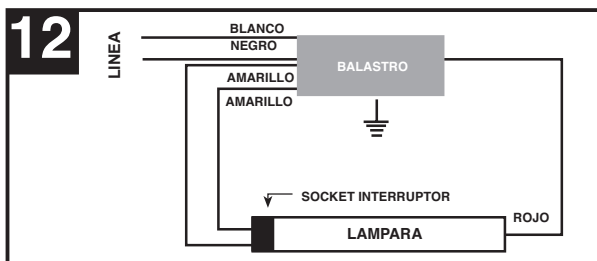 12
LINEA
BLANCO
NEGRO
BALASTRO
AMARILLO
AMARILLO
SOCKET INTERRUPTOR
ROJO
LAMPARA